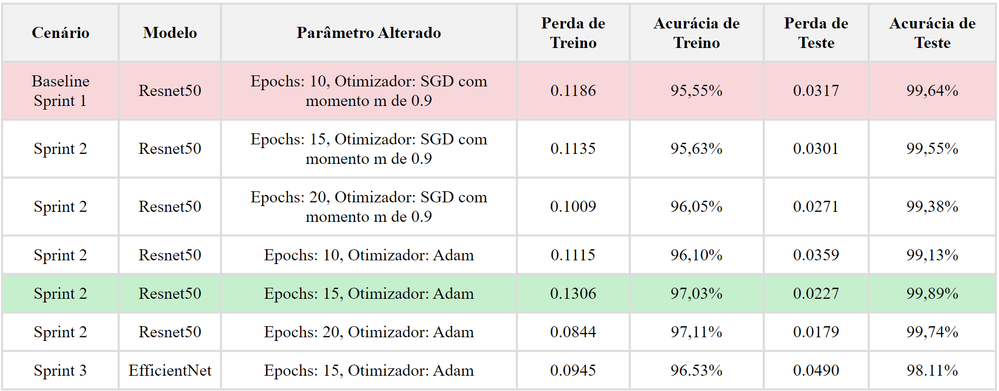 Cenário Modelo Parâmetro Alterado Perda de Treino Acurácia de Treino Perda de Teste Acurácia de Teste
Baseline Sprint 1 Resnet50 Epochs: 10, Otimizador: SGD com momento m de 0.9 0.1186 95,55% 0.0317 99,64%
Sprint 2 Resnet50 Epochs: 15, Otimizador: SGD com momento m de 0.9 0.1135 95,63% 0.0301 99,55%
Sprint 2 Resnet50 Epochs: 20, Otimizador: SGD com momento m de 0.9 0.1009 96,05% 0.0271 99,38%
Sprint 2 Resnet50 Epochs: 10, Otimizador: Adam 0.1115 96,10% 0.0359 99,13%
Sprint 2 Resnet50 Epochs: 15, Otimizador: Adam 0.1306 97,03% 0.0227 99,89%
Sprint 2 Resnet50 Epochs: 20, Otimizador: Adam 0.0844 97,11% 0.0179 99,74%
Sprint 3 EfficientNet Epochs: 15, Otimizador: Adam 0.0945 96.53% 0.0490 98.11%